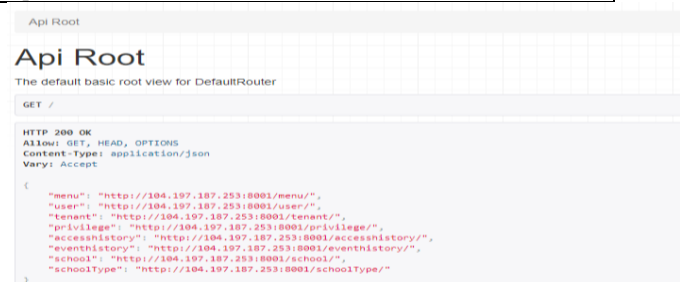 Api Root
Api Root
The default basic root view for DefaultRouter
GET /
HTTP 200 OK
Allow: GET, HEAD, OPTIONS
Content-Type: application/json
Vary: Accept
{
"menu": "http://104.197.187.253:8001/menu/",
"user": "http://104.197.187.253:8001/user/",
"tenant": "http://104.197.187.253:8001/tenant/",
"privilege": "http://104.197.187.253:8001/privilege/",
"accesshistory": "http://104.197.187.253:8001/accesshistory/",
"eventhistory": "http://104.197.187.253:8001/eventhistory/",
"school": "http://104.197.187.253:8001/school/",
"schoolType": "http://104.197.187.253:8001/schoolType/"
}